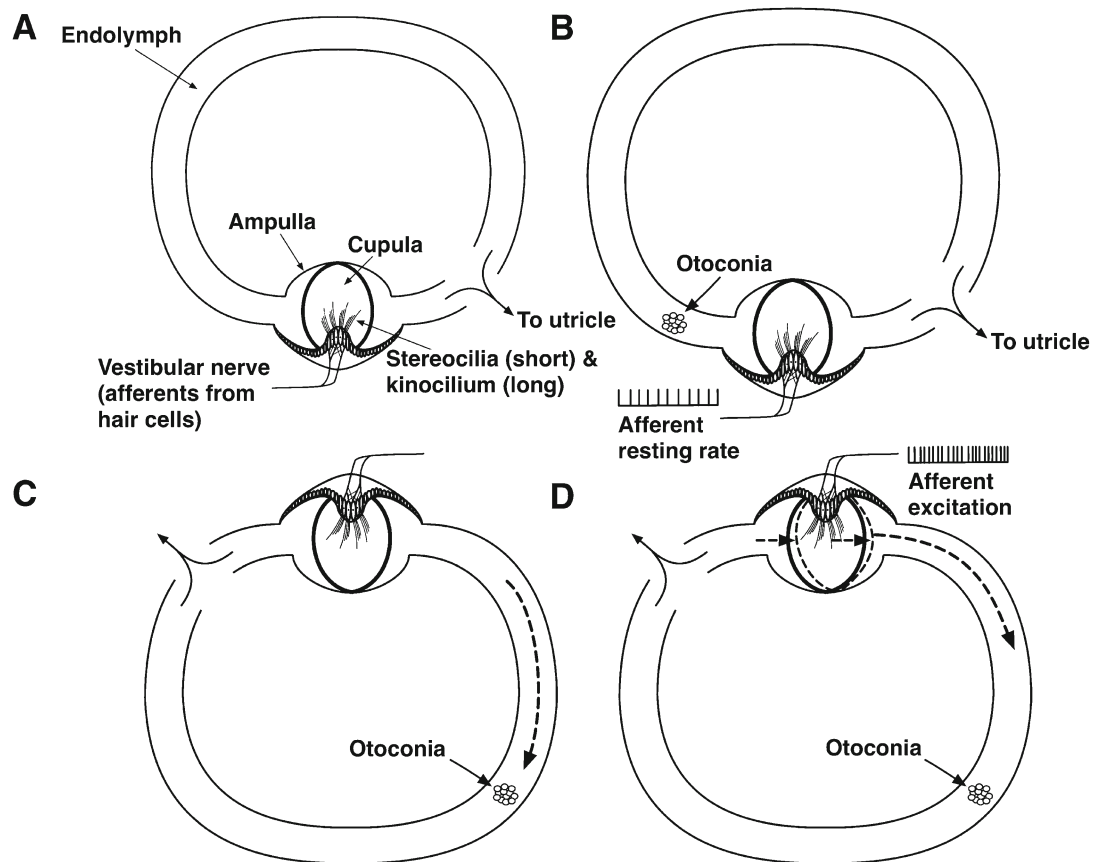 A
Endolymph
Ampulla
Cupula
To utricle
Stereocilia (short) &
kinocilium (long)
Vestibular nerve
(afferents from
hair cells)
B
Otoconia
To utricle
Afferent
resting rate
C
Otoconia
D
Afferent
excitation
Otoconia